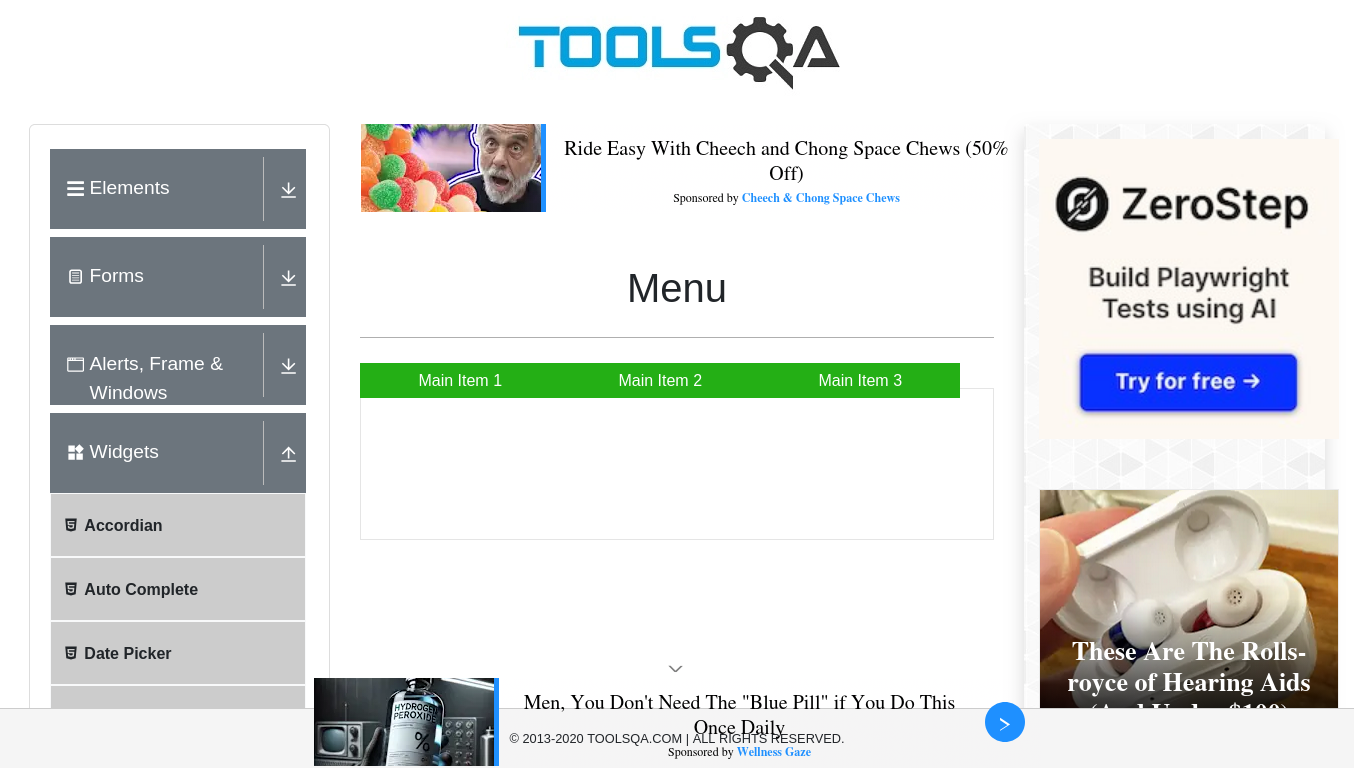 TOOLSQA
Elements
Forms
Alerts, Frame &
Windows
Widgets
Accordian
Auto Complete
Date Picker
Ride Easy With Cheech and Chong Space Chews (50%
Off)
Sponsored by Cheech & Chong Space Chews
Menu
Main Item 1
Main Item 2
Main Item 3
ZeroStep
Build Playwright
Tests using AI
Try for free →
These Are The Rolls-
royce of Hearing Aids
(And Under $100)
HYDROGEN
PEROXIDE
%
Men, You Don't Need The "Blue Pill" if You Do This
Once Daily
© 2013-2020 TOOLSQA.COM | ALL RIGHTS RESERVED.
Sponsored by Wellness Gaze